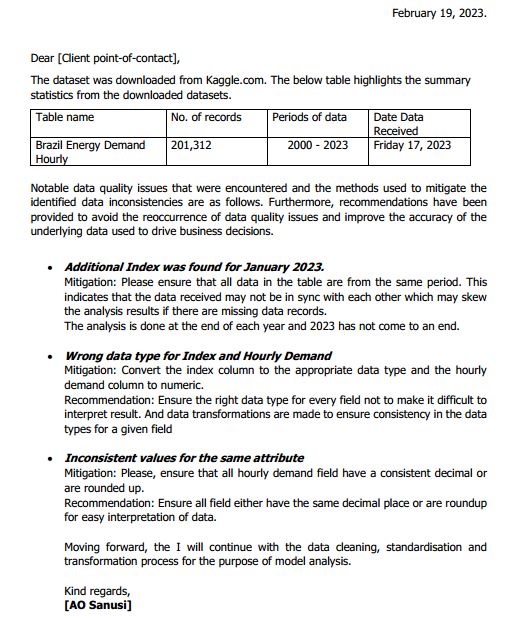 February 19, 2023.
Dear [Client point-of-contact],
The dataset was downloaded from Kaggle.com. The below table highlights the summary
statistics from the downloaded datasets.
Table name No. of records Periods of data Date Data
Received
Brazil Energy Demand 201,312 2000 - 2023 Friday 17, 2023
Hourly
Notable data quality issues that were encountered and the methods used to mitigate the
identified data inconsistencies are as follows. Furthermore, recommendations have been
provided to avoid the reoccurrence of data quality issues and improve the accuracy of the
underlying data used to drive business decisions.
• Additional Index was found for January 2023.
Mitigation: Please ensure that all data in the table are from the same period. This
indicates that the data received may not be in sync with each other which may skew
the analysis results if there are missing data records.
The analysis is done at the end of each year and 2023 has not come to an end.
• Wrong data type for Index and Hourly Demand
Mitigation: Convert the index column to the appropriate data type and the hourly
demand column to numeric.
Recommendation: Ensure the right data type for every field not to make it difficult to
interpret result. And data transformations are made to ensure consistency in the data
types for a given field
• Inconsistent values for the same attribute
Mitigation: Please, ensure that all hourly demand field have a consistent decimal or
are rounded up.
Recommendation: Ensure all field either have the same decimal place or are roundup
for easy interpretation of data.
Moving forward, the I will continue with the data cleaning, standardisation and
transformation process for the purpose of model analysis.
Kind regards,
[AO Sanusi]